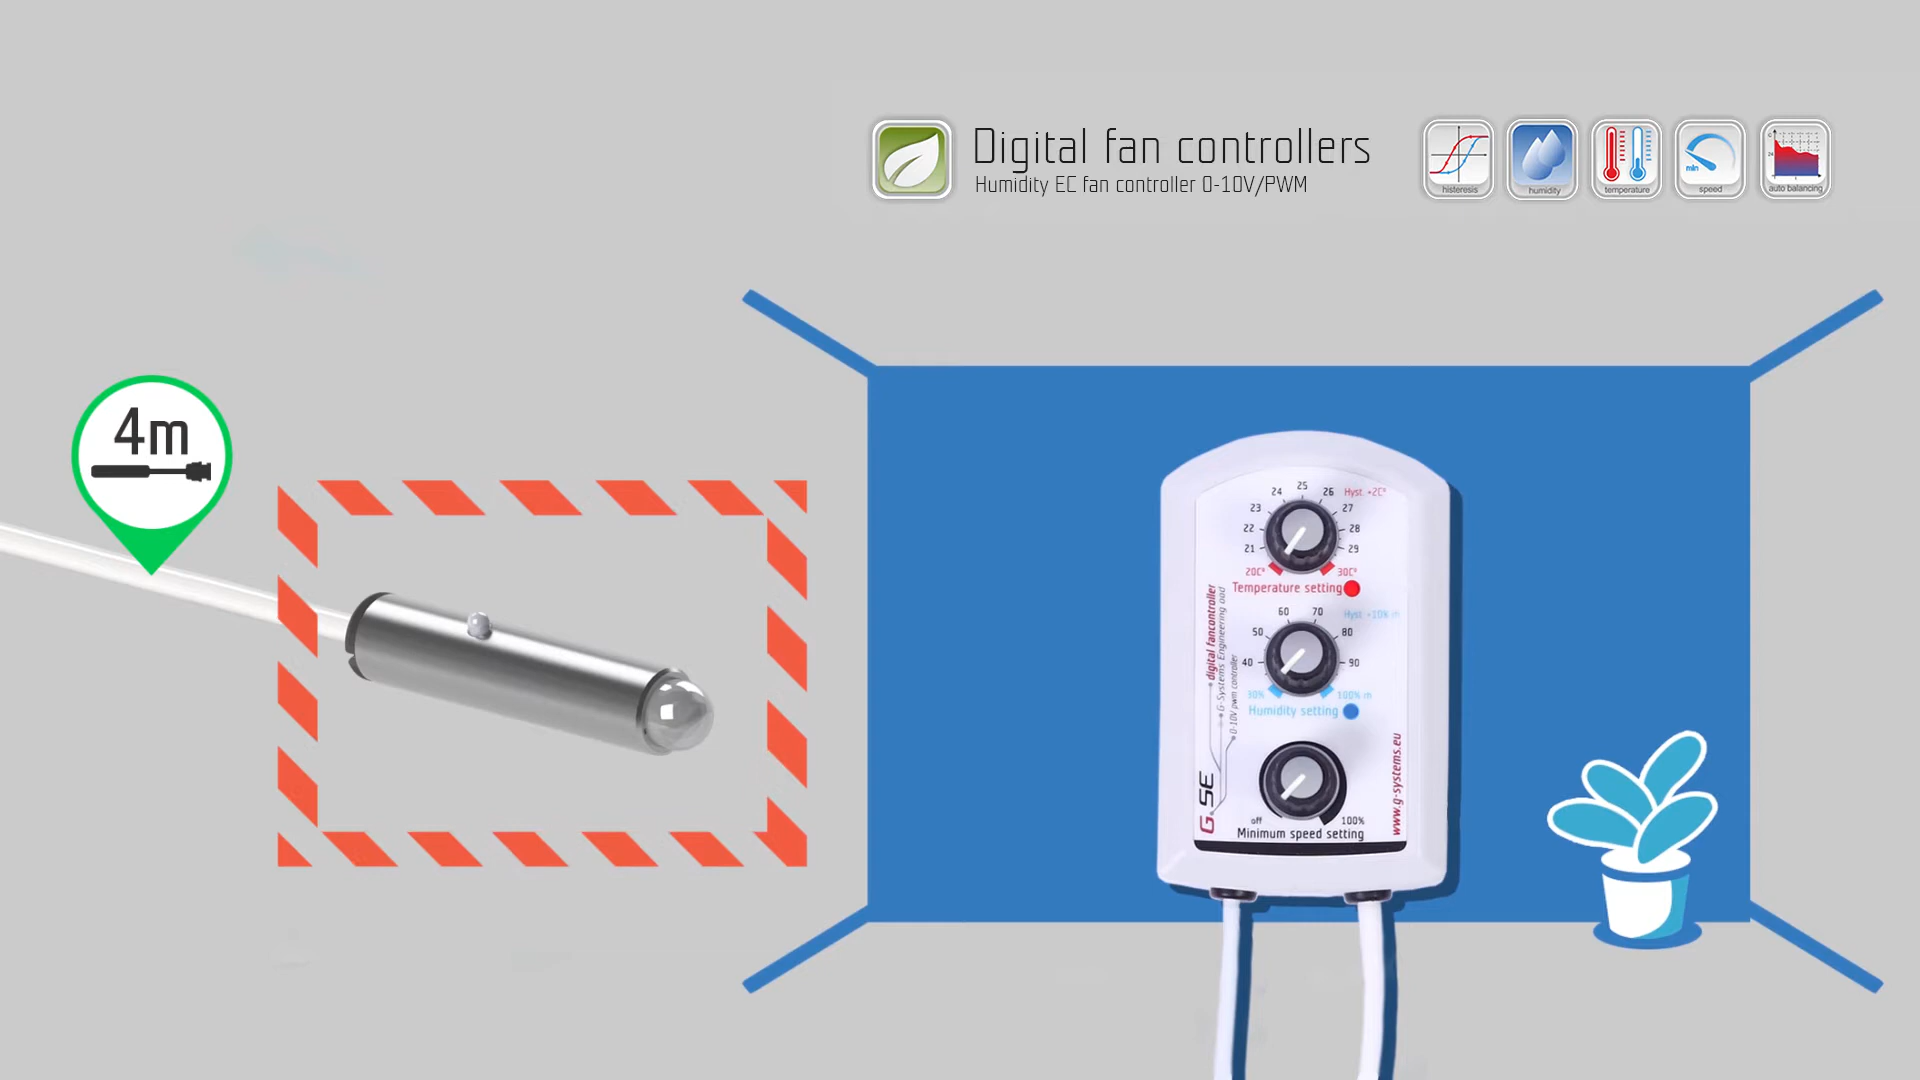 Digital fan controllers
Humidity EC fan controller 0-10V/PWM
histeresis
humidity
temperature
min
speed
auto balancing
4m
24 25 26 Hyst. +2C°
23 27
22 28
21 29
20C° 30C°
Temperature setting
60 70
50 80
40 90
30% 100%
Humidity setting
off 100%
Minimum speed setting
digital fancontroller
G-Systems Engineering ood
0-10V pwm controller
G. SE
www.g-systems.eu